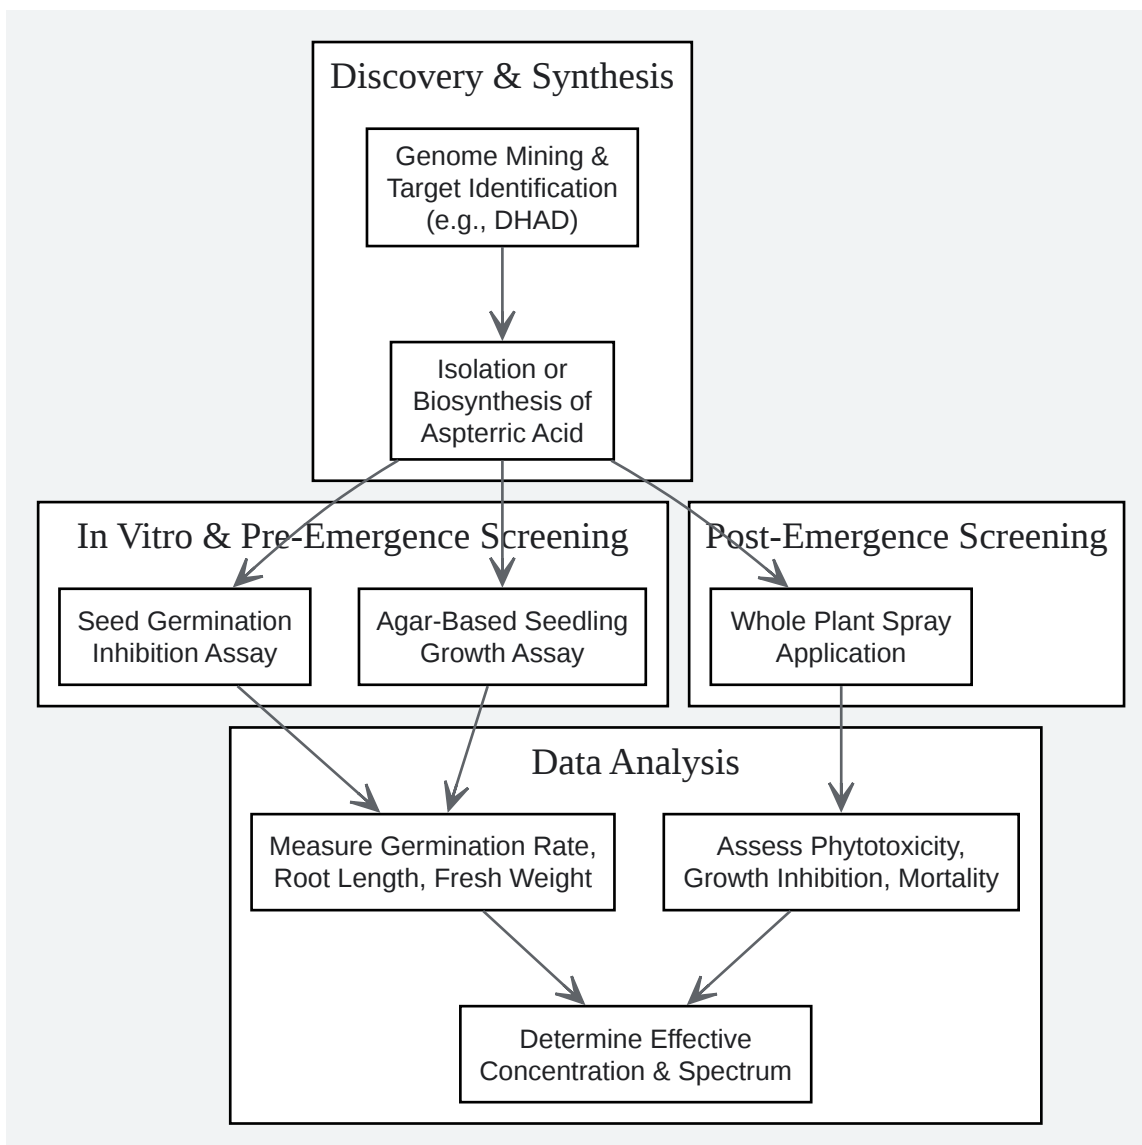 Discovery & Synthesis
Genome Mining &
Target Identification
(e.g., DHAD)
Isolation or
Biosynthesis of
Aspterric Acid
In Vitro & Pre-Emergence Screening
Post-Emergence Screening
Seed Germination
Inhibition Assay
Agar-Based Seedling
Growth Assay
Whole Plant Spray
Application
Data Analysis
Measure Germination Rate,
Root Length, Fresh Weight
Assess Phytotoxicity,
Growth Inhibition, Mortality
Determine Effective
Concentration & Spectrum